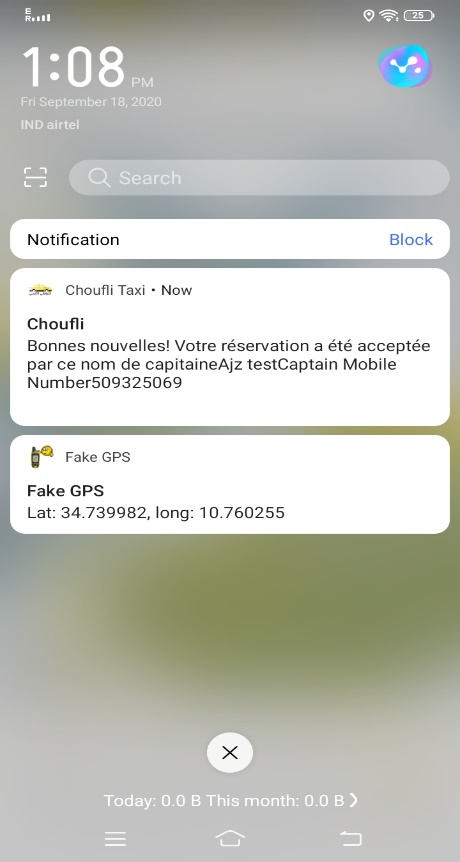 E
R
25
1:08 PM
Fri September 18, 2020
IND airtel
Search
Notification Block
Choufli Taxi • Now
Choufli
Bonnes nouvelles! Votre réservation a été acceptée
par ce nom de capitaineAjz testCaptain Mobile
Number509325069
Fake GPS
Fake GPS
Lat: 34.739982, long: 10.760255
Today: 0.0 B This month: 0.0 B